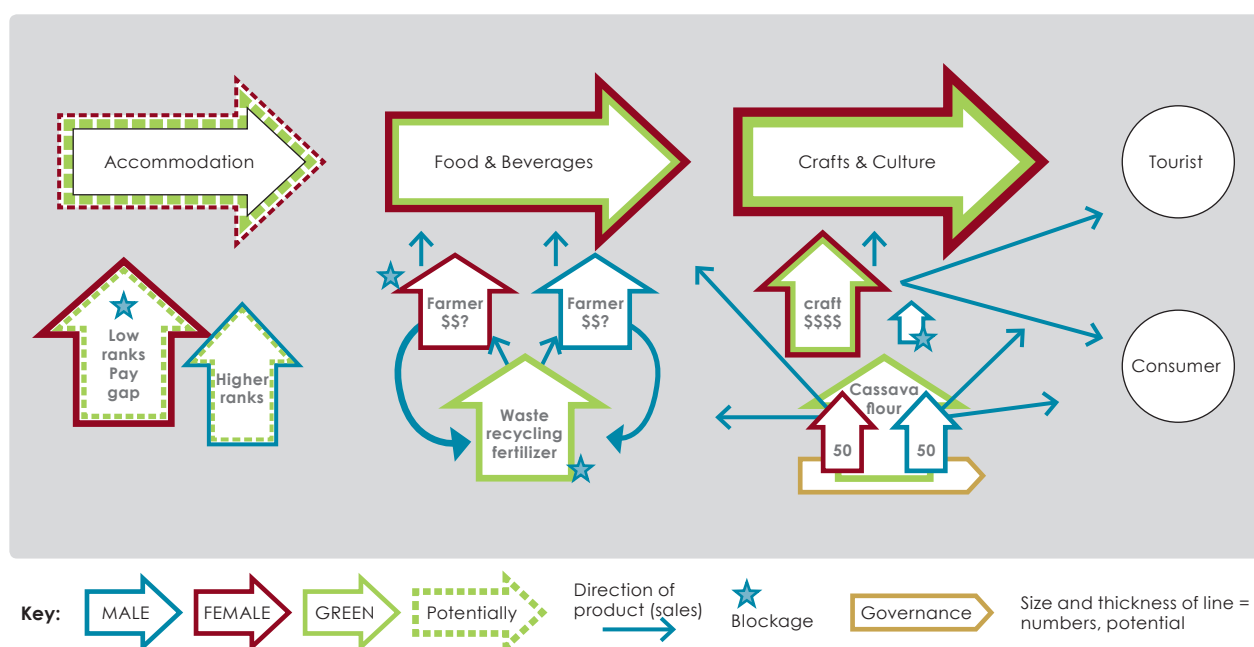 Accommodation
Food & Beverages
Crafts & Culture
Tourist
Low
ranks
Pay
gap
Higher
ranks
Farmer
$$?
Farmer
$$?
craft
$$$$
Consumer
Waste
recycling
fertilizer
Cassava
flour
50
50
Key:
MALE
FEMALE
GREEN
Potentially
Direction of
product (sales)
Blockage
Governance
Size and thickness of line =
numbers, potential